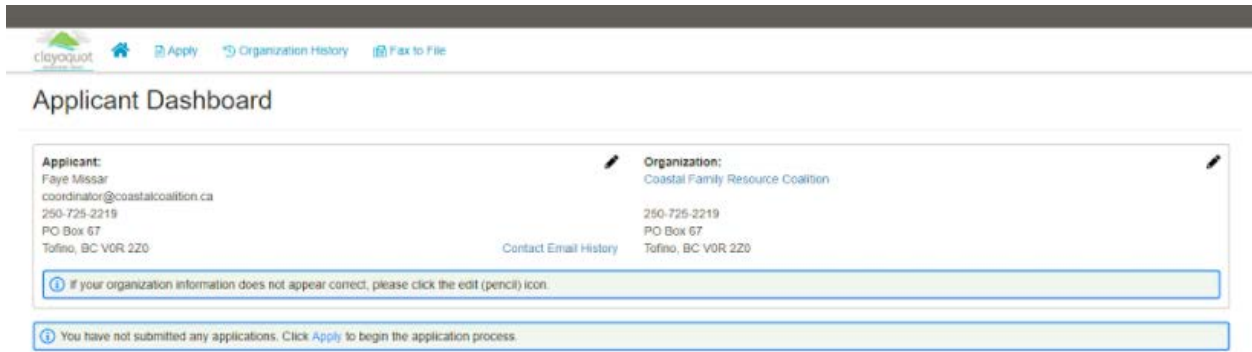 clayoquot
Apply
Organization History
Fax to File
Applicant Dashboard
Applicant:
Faye Missar
coordinator@coastalcoalition.ca
250-725-2219
PO Box 67
Tofino, BC V0R 2Z0
Contact Email History
Organization:
Coastal Family Resource Coalition
250-725-2219
PO Box 67
Tofino, BC V0R 2Z0
If your organization information does not appear correct, please click the edit (pencil) icon.
You have not submitted any applications. Click Apply to begin the application process.